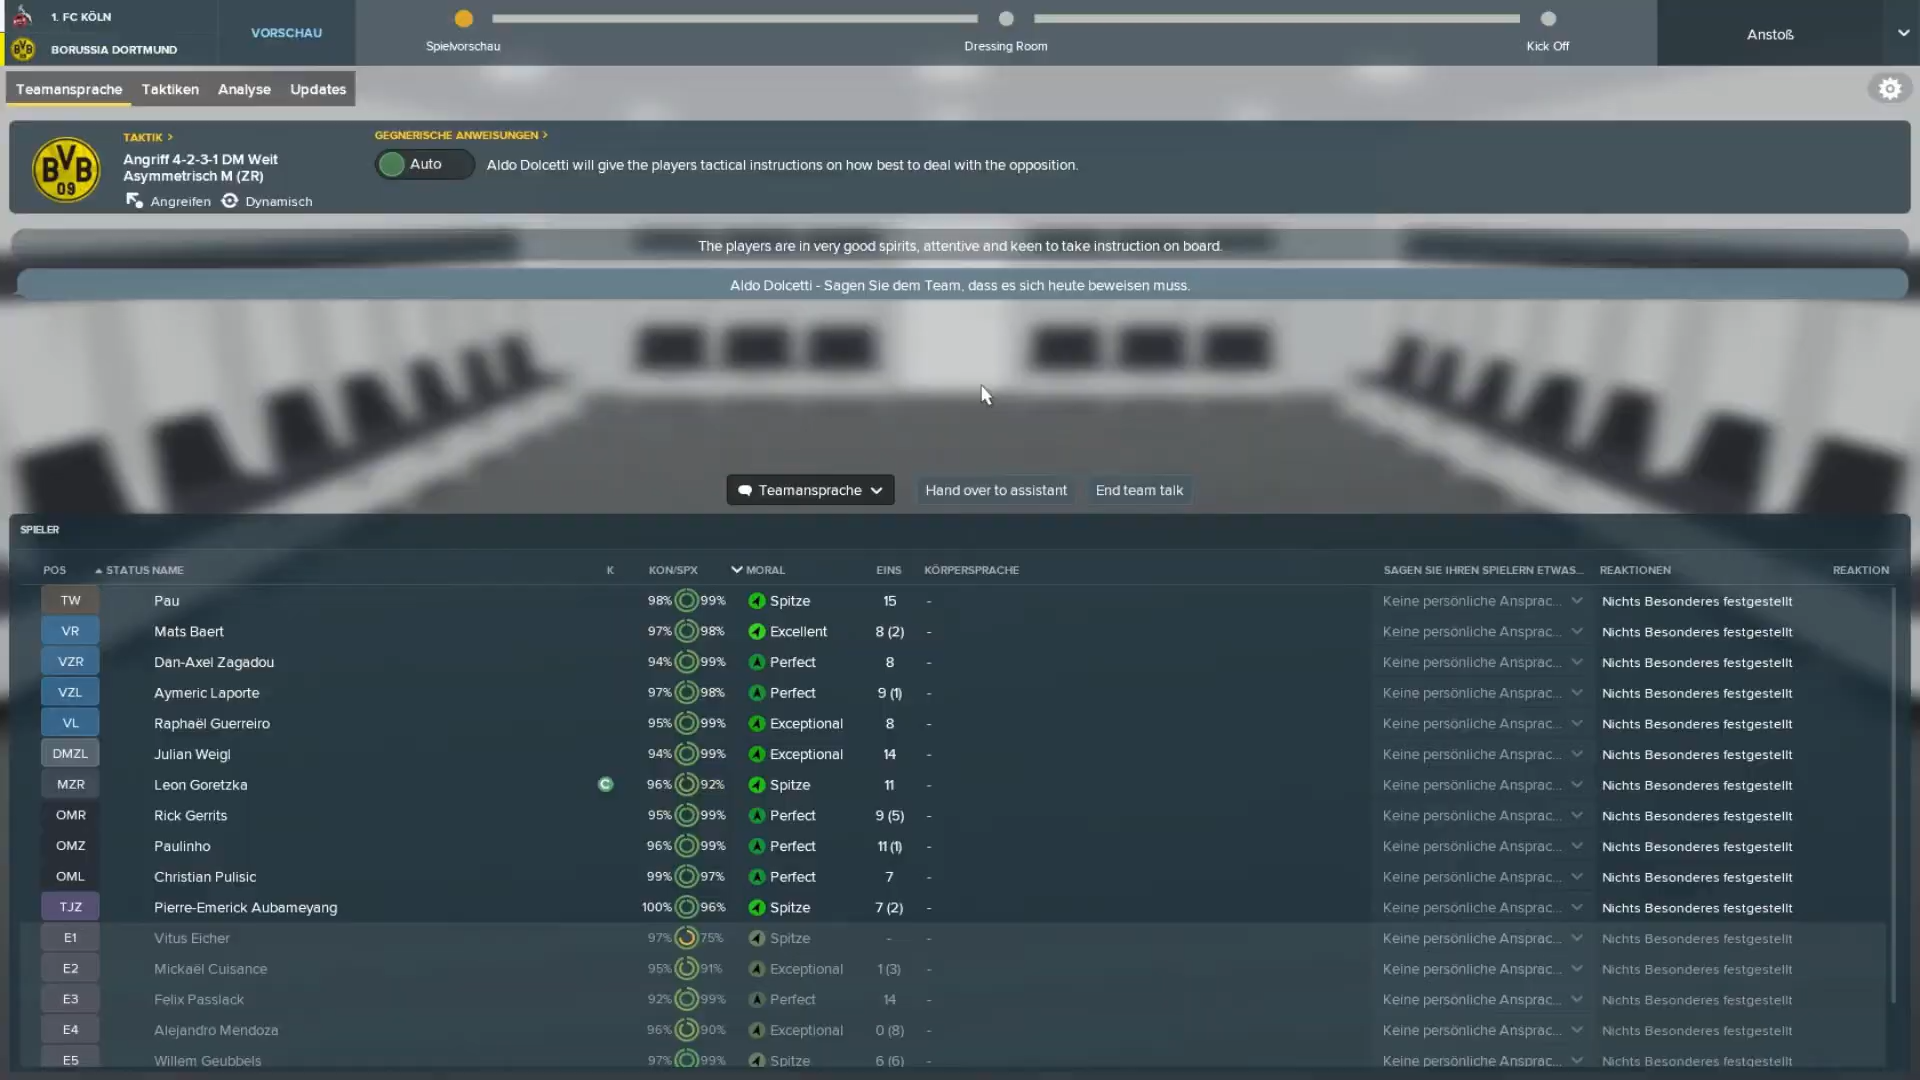 1. FC KÖLN
BORUSSIA DORTMUND
VORSCHAU
Spielvorschau
Dressing Room
Kick Off
Anstoß
Teamansprache Taktiken Analyse Updates
BVB 09
TAKTIK >
Angriff 4-2-3-1 DM Weit
Asymmetrisch M (ZR)
Angreifen Dynamisch
GEGNERISCHE ANWEISUNGEN >
Auto Aldo Dolcetti will give the players tactical instructions on how best to deal with the opposition.
The players are in very good spirits, attentive and keen to take instruction on board.
Aldo Dolcetti - Sagen Sie dem Team, dass es sich heute beweisen muss.
Teamansprache Hand over to assistant End team talk
SPIELER
POS STATUS NAME K KON/SPX MORAL EINS KÖRPERSPRACHE SAGEN SIE IHREN SPIELERN ETWAS... REAKTIONEN REAKTION
TW Pau 98% 99% Spitze 15 - Keine persönliche Ansprac... Nichts Besonderes festgestellt
VR Mats Baert 97% 98% Excellent 8 (2) - Keine persönliche Ansprac... Nichts Besonderes festgestellt
VZR Dan-Axel Zagadou 94% 99% Perfect 8 - Keine persönliche Ansprac... Nichts Besonderes festgestellt
VZL Aymeric Laporte 97% 98% Perfect 9 (1) - Keine persönliche Ansprac... Nichts Besonderes festgestellt
VL Raphaël Guerreiro 95% 99% Exceptional 8 - Keine persönliche Ansprac... Nichts Besonderes festgestellt
DMZL Julian Weigl 94% 99% Exceptional 14 - Keine persönliche Ansprac... Nichts Besonderes festgestellt
MZR Leon Goretzka C 96% 92% Spitze 11 - Keine persönliche Ansprac... Nichts Besonderes festgestellt
OMR Rick Gerrits 95% 99% Perfect 9 (5) - Keine persönliche Ansprac... Nichts Besonderes festgestellt
OMZ Paulinho 96% 99% Perfect 11 (1) - Keine persönliche Ansprac... Nichts Besonderes festgestellt
OML Christian Pulisic 99% 97% Perfect 7 - Keine persönliche Ansprac... Nichts Besonderes festgestellt
TJZ Pierre-Emerick Aubameyang 100% 96% Spitze 7 (2) - Keine persönliche Ansprac... Nichts Besonderes festgestellt
E1 Vitus Eicher 97% 75% Spitze - - Keine persönliche Ansprac... Nichts Besonderes festgestellt
E2 Mickaël Cuisance 95% 91% Exceptional 1 (3) - Keine persönliche Ansprac... Nichts Besonderes festgestellt
E3 Felix Passlack 92% 99% Perfect 14 - Keine persönliche Ansprac... Nichts Besonderes festgestellt
E4 Alejandro Mendoza 96% 90% Exceptional 0 (8) - Keine persönliche Ansprac... Nichts Besonderes festgestellt
E5 Willem Geubbels 97% 99% Spitze 6 (6) - Keine persönliche Ansprac... Nichts Besonderes festgestellt